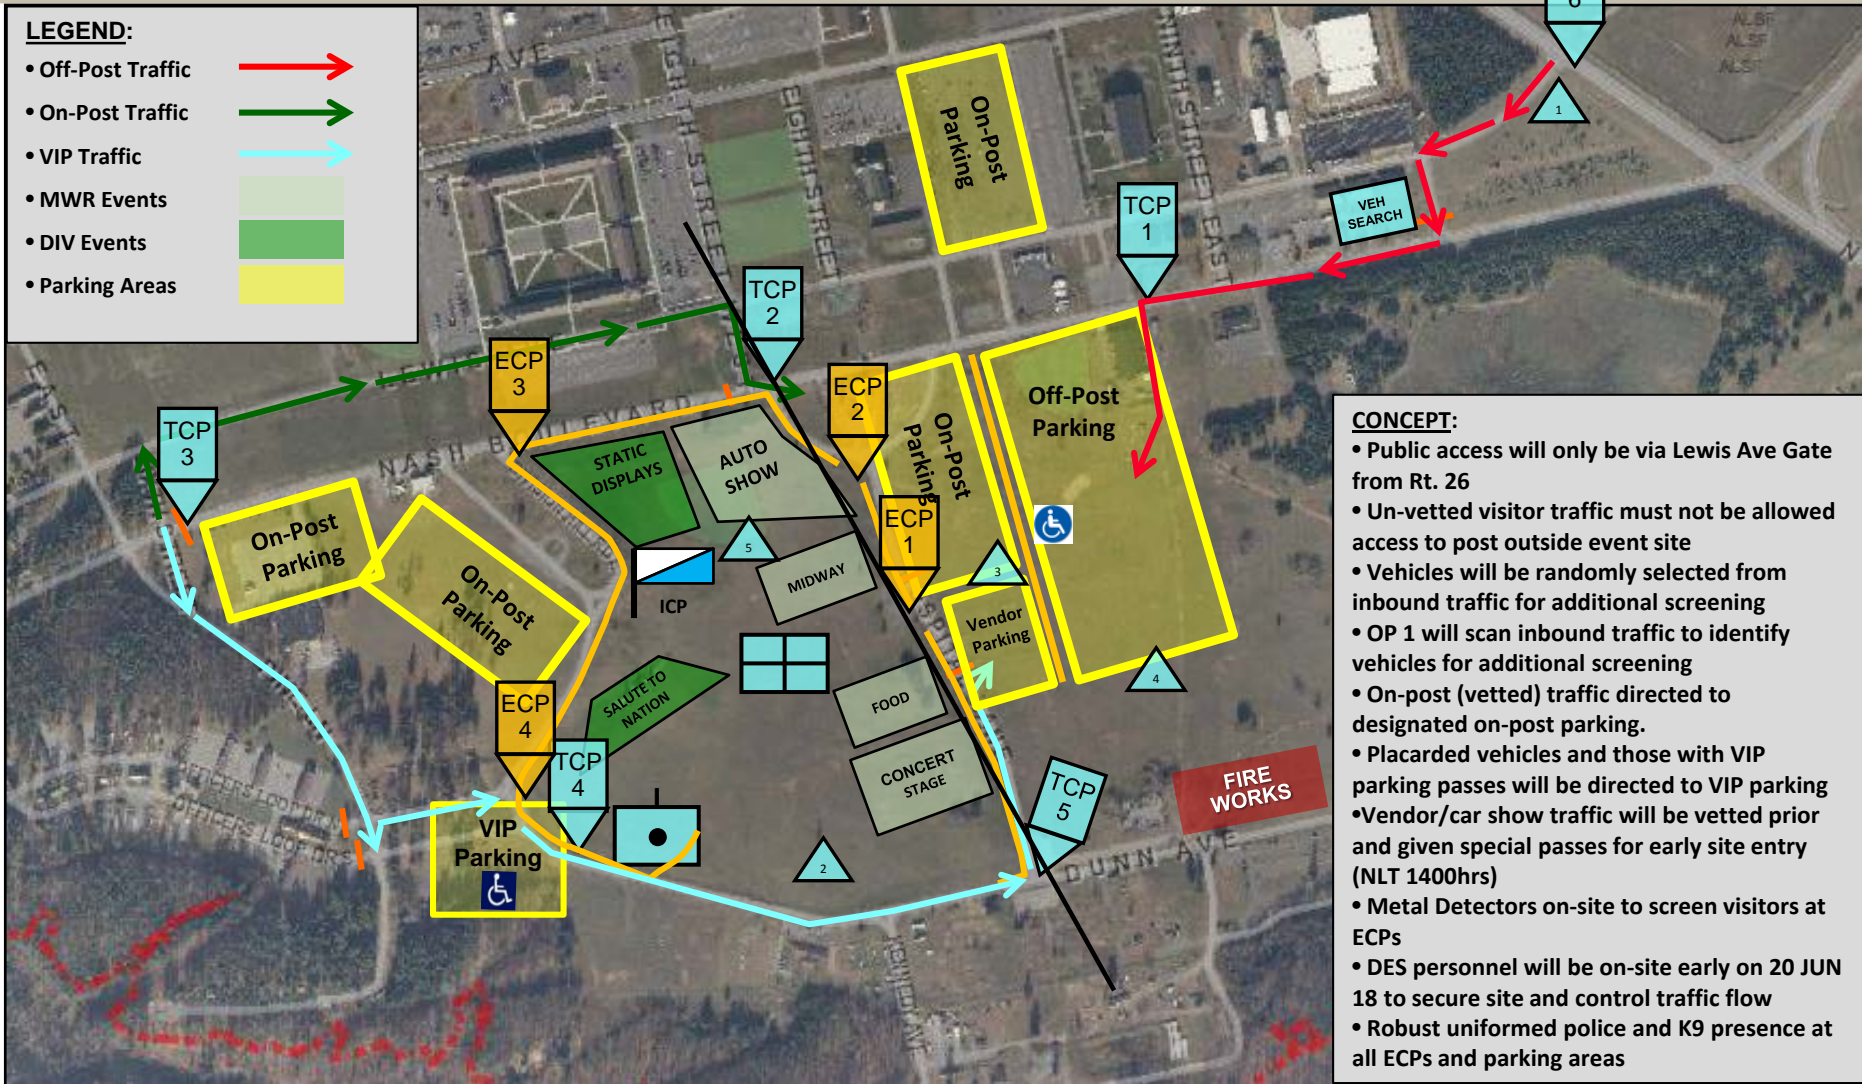 LEGEND:
• Off-Post Traffic
• On-Post Traffic
• VIP Traffic
• MWR Events
• DIV Events
• Parking Areas
6
1
AVE
On-Post
Parking
EIGHTH STREET
NINTH STREET EAST
VEH
SEARCH
TCP
1
TCP
2
ECP
3
ECP
2
LEWIS
NASH BOULEVARD
TCP
3
STATIC
DISPLAYS
AUTO
SHOW
On-Post
Parking
Off-Post
Parking
On-Post
Parking
On-Post
Parking
ECP
1
5
3
ICP
MIDWAY
Vendor
Parking
4
SALUTE TO
NATION
FOOD
CONCERT
STAGE
ECP
4
TCP
4
TCP
5
FIRE
WORKS
DUNN AVE
VIP
Parking
2
CONCEPT:
• Public access will only be via Lewis Ave Gate
from Rt. 26
• Un-vetted visitor traffic must not be allowed
access to post outside event site
• Vehicles will be randomly selected from
inbound traffic for additional screening
• OP 1 will scan inbound traffic to identify
vehicles for additional screening
• On-post (vetted) traffic directed to
designated on-post parking.
• Placarded vehicles and those with VIP
parking passes will be directed to VIP parking
•Vendor/car show traffic will be vetted prior
and given special passes for early site entry
(NLT 1400hrs)
• Metal Detectors on-site to screen visitors at
ECPs
• DES personnel will be on-site early on 20 JUN
18 to secure site and control traffic flow
• Robust uniformed police and K9 presence at
all ECPs and parking areas